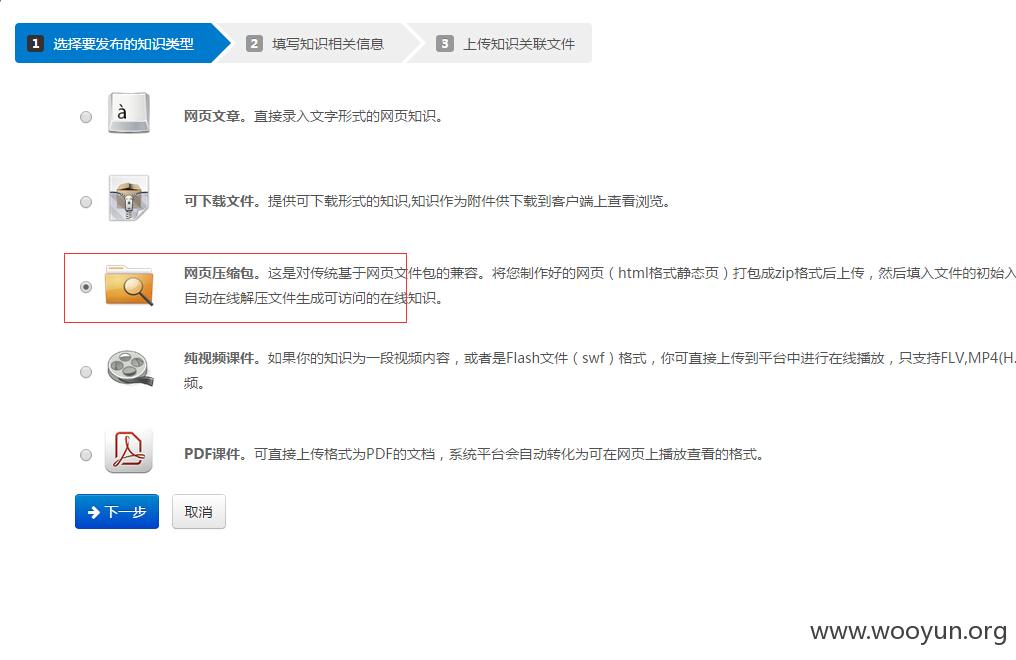 1 选择要发布的知识类型 2 填写知识相关信息 3 上传知识关联文件
à
网页文章。直接录入文字形式的网页知识。
可下载文件。提供可下载形式的知识,知识作为附件供下载到客户端上查看浏览。
网页压缩包。这是对传统基于网页文件包的兼容。将您制作好的网页（html格式静态页）打包成zip格式后上传，然后填入文件的初始入
自动在线解压文件生成可访问的在线知识。
纯视频课件。如果你的知识为一段视频内容，或者是Flash文件（swf）格式，你可直接上传到平台中进行在线播放，只支持FLV,MP4(H.
频。
PDF课件。可直接上传格式为PDF的文档，系统平台会自动转化为可在网页上播放查看的格式。
下一步 取消
www.wooyun.org